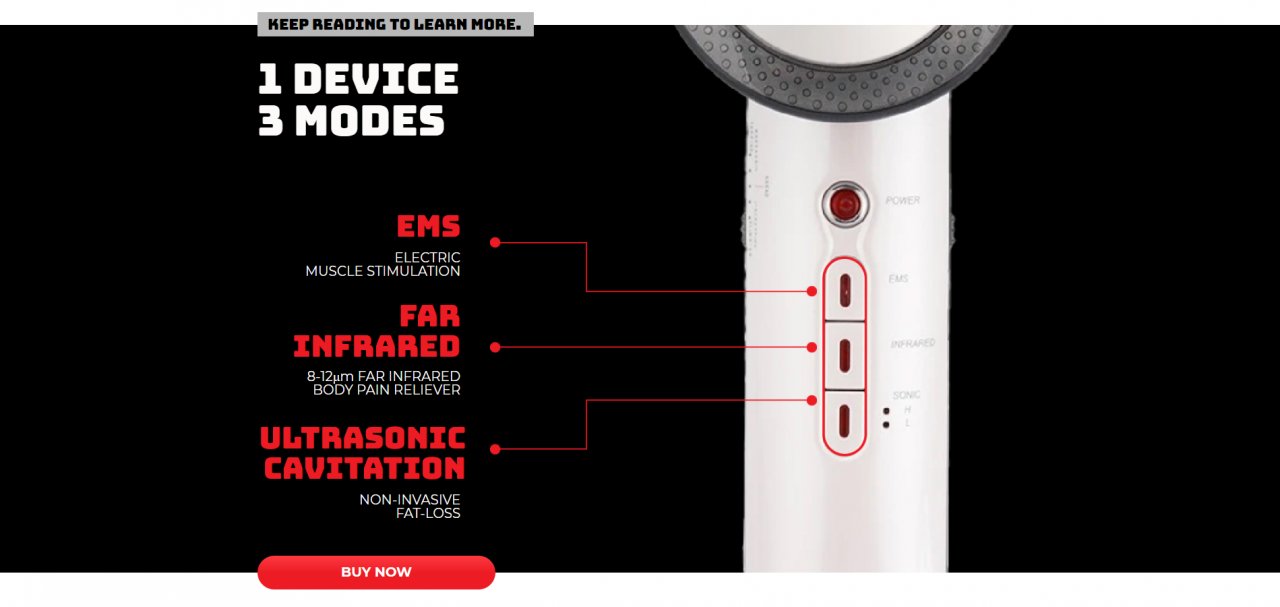 KEEP READING TO LEARN MORE.
1 DEVICE
3 MODES
EMS
ELECTRIC
MUSCLE STIMULATION
FAR
INFRARED
8-12μm FAR INFRARED
BODY PAIN RELIEVER
ULTRASONIC
CAVITATION
NON-INVASIVE
FAT-LOSS
BUY NOW
POWER
EMS
INFRARED
SONIC
H
L